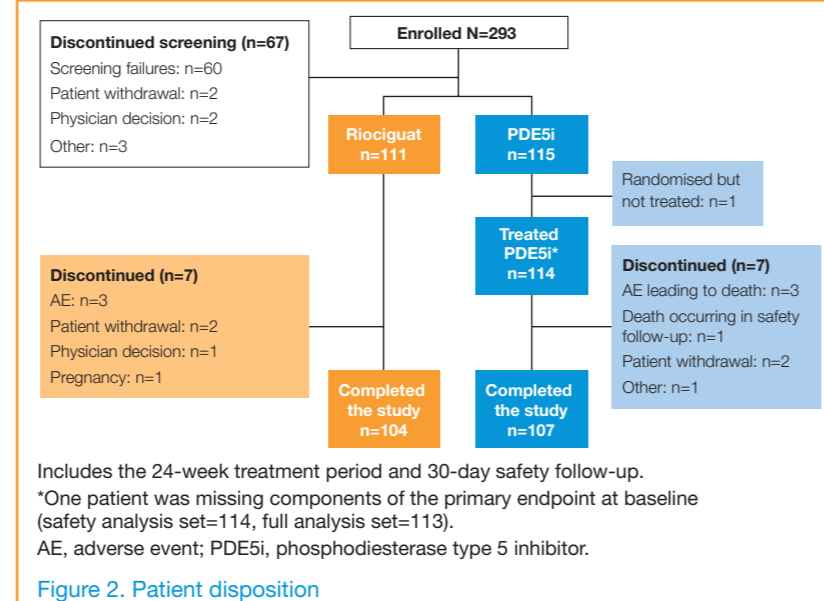 Enrolled N=293
Discontinued screening (n=67)
Screening failures: n=60
Patient withdrawal: n=2
Physician decision: n=2
Other: n=3
Riociguat
n=111
PDE5i
n=115
Randomised but
not treated: n=1
Treated
PDE5i*
n=114
Discontinued (n=7)
AE: n=3
Patient withdrawal: n=2
Physician decision: n=1
Pregnancy: n=1
Discontinued (n=7)
AE leading to death: n=3
Death occurring in safety
follow-up: n=1
Patient withdrawal: n=2
Other: n=1
Completed
the study
n=104
Completed
the study
n=107
Includes the 24-week treatment period and 30-day safety follow-up.
*One patient was missing components of the primary endpoint at baseline
(safety analysis set=114, full analysis set=113).
AE, adverse event; PDE5i, phosphodiesterase type 5 inhibitor.
Figure 2. Patient disposition